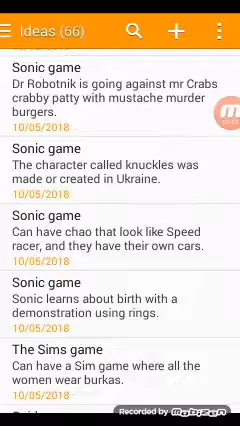 Ideas (66)
Sonic game
Dr Robotnik is going against mr Crabs
crabby patty with mustache murder
burgers.
10/05/2018
Sonic game
The character called knuckles was
made or created in Ukraine.
10/05/2018
Sonic game
Can have chao that look like Speed
racer, and they have their own cars.
10/05/2018
Sonic game
Sonic learns about birth with a
demonstration using rings.
10/05/2018
The Sims game
Can have a Sim game where all the
women wear burkas.
10/05/2018
Recorded by Mobizen